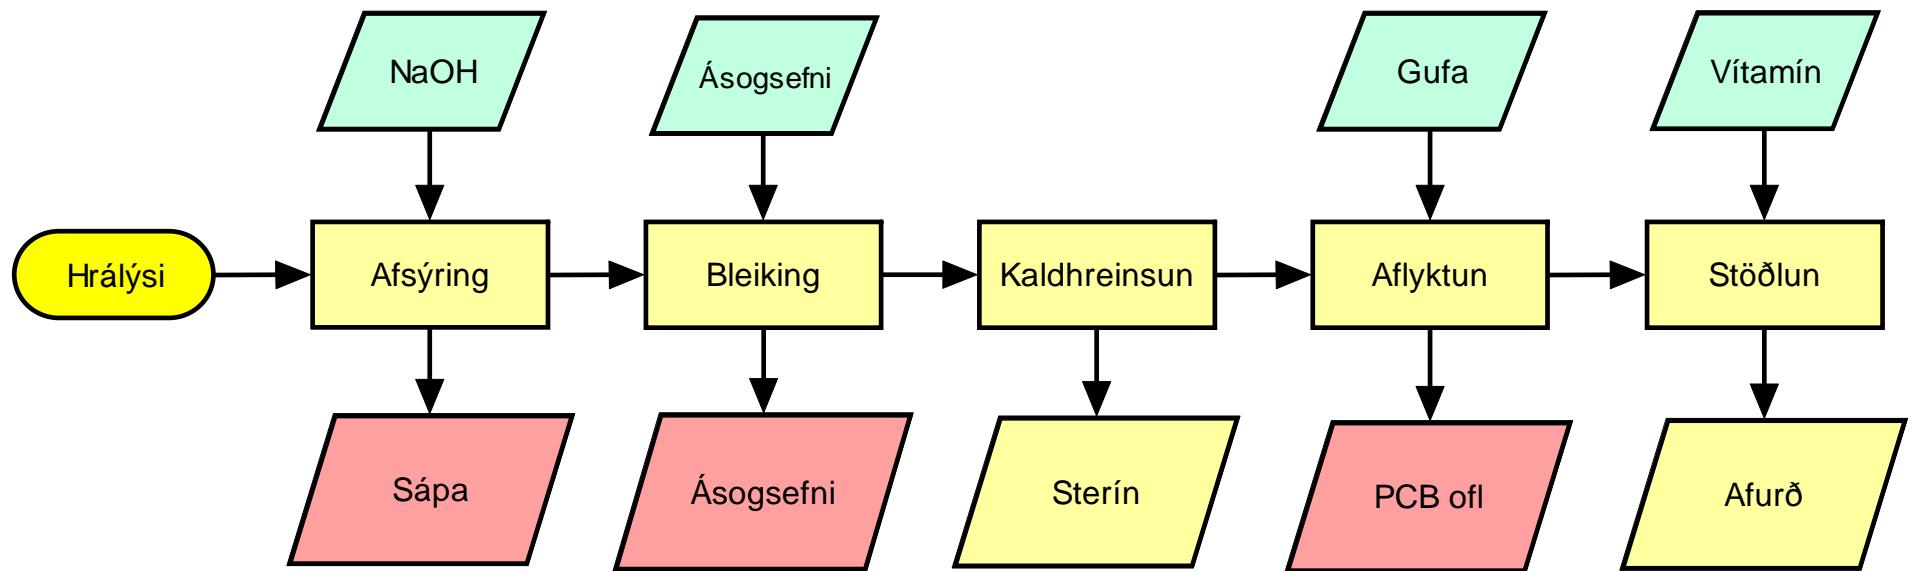 NaOH
Ásogsefni
Gufa
Vítamín
Hrálýsi
Afsýring
Bleiking
Kaldhreinsun
Aflyktun
Stöðlun
Sápa
Ásogsefni
Sterín
PCB ofl
Afurð